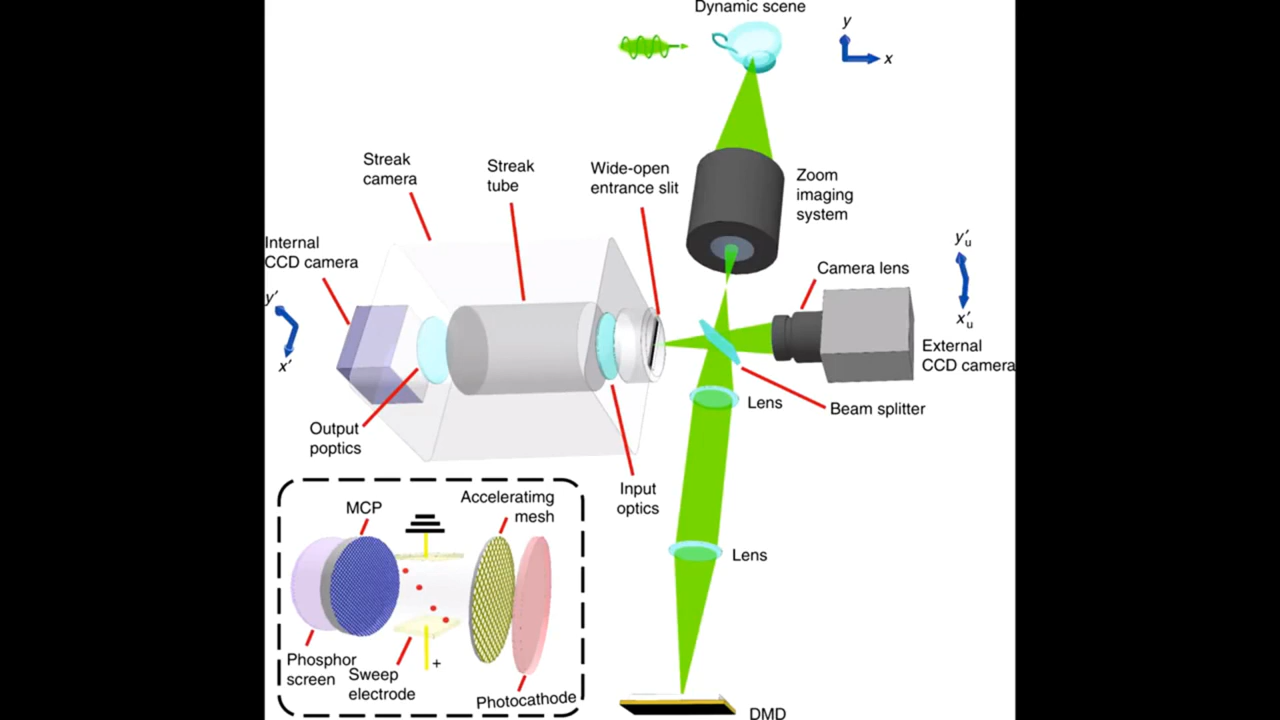 Dynamic scene
y
x
Streak
camera
Streak
tube
Wide-open
entrance slit
Zoom
imaging
system
Internal
CCD camera
y′u
Camera lens
y′
x′
x′u
External
CCD camera
Lens
Beam splitter
Output
poptics
Input
optics
MCP
Acceleratimg
mesh
Lens
Phosphor
screen
Sweep
electrode
+
Photocathode
DMD